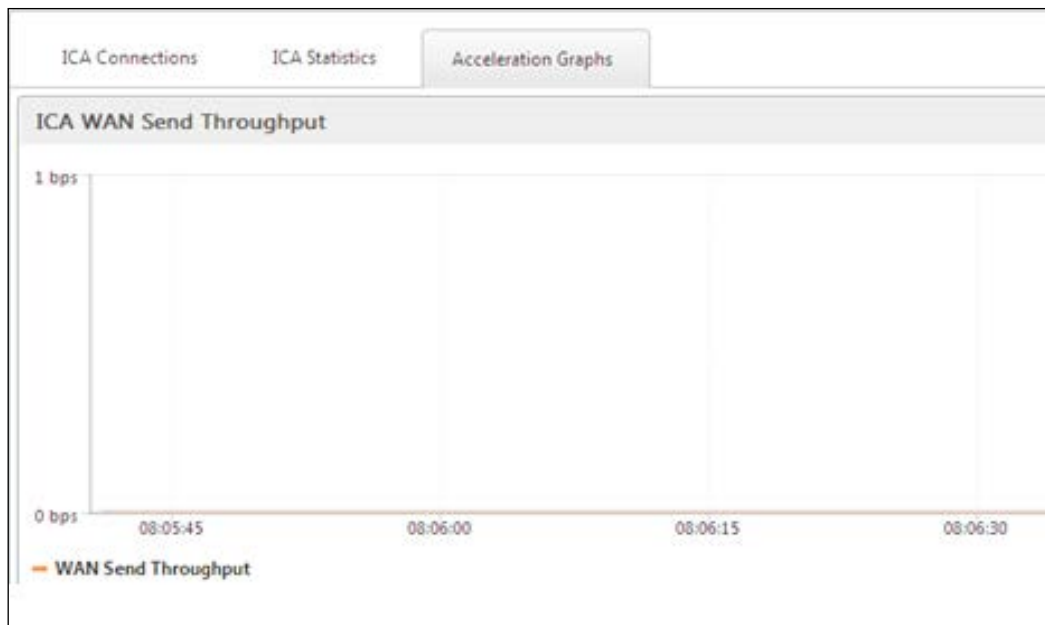 ICA Connections ICA Statistics Acceleration Graphs
ICA WAN Send Throughput
1 bps
0 bps
08:05:45 08:06:00 08:06:15 08:06:30
WAN Send Throughput